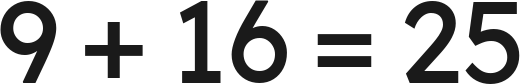 9 + 16 = 25